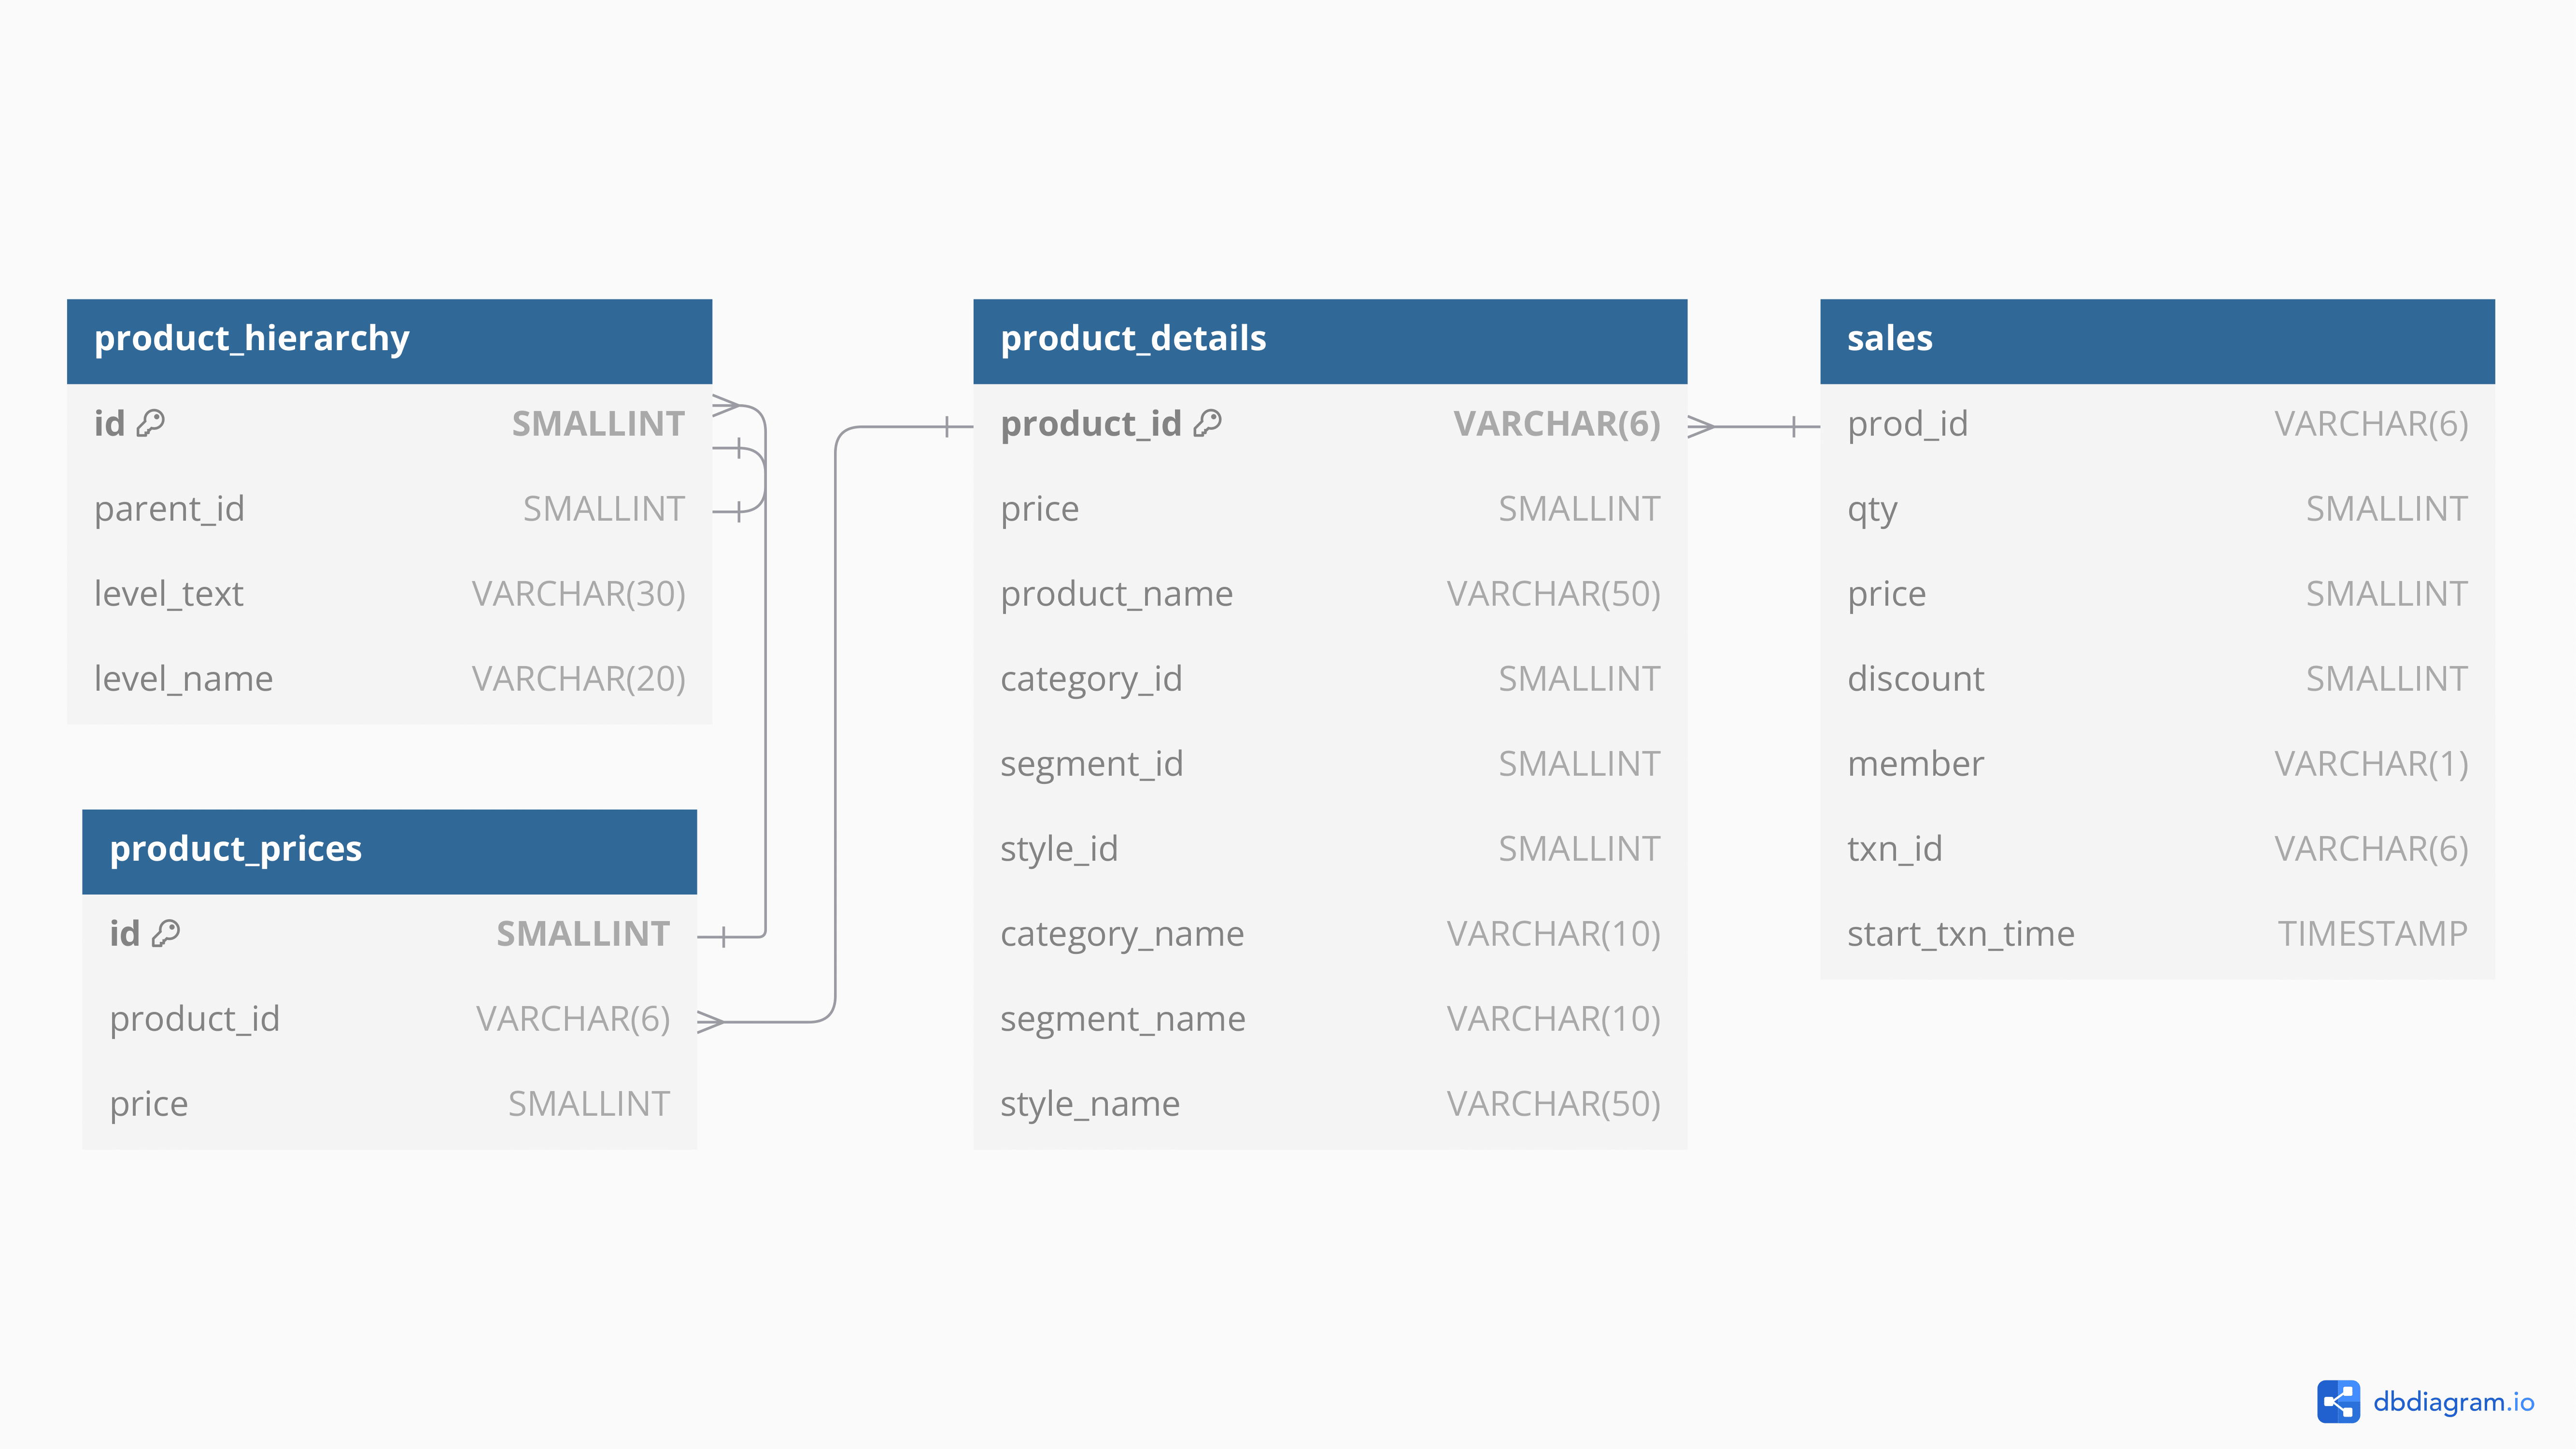 product_hierarchy
id SMALLINT
parent_id SMALLINT
level_text VARCHAR(30)
level_name VARCHAR(20)
product_prices
id SMALLINT
product_id VARCHAR(6)
price SMALLINT
product_details
product_id VARCHAR(6)
price SMALLINT
product_name VARCHAR(50)
category_id SMALLINT
segment_id SMALLINT
style_id SMALLINT
category_name VARCHAR(10)
segment_name VARCHAR(10)
style_name VARCHAR(50)
sales
prod_id VARCHAR(6)
qty SMALLINT
price SMALLINT
discount SMALLINT
member VARCHAR(1)
txn_id VARCHAR(6)
start_txn_time TIMESTAMP
dbdiagram.io